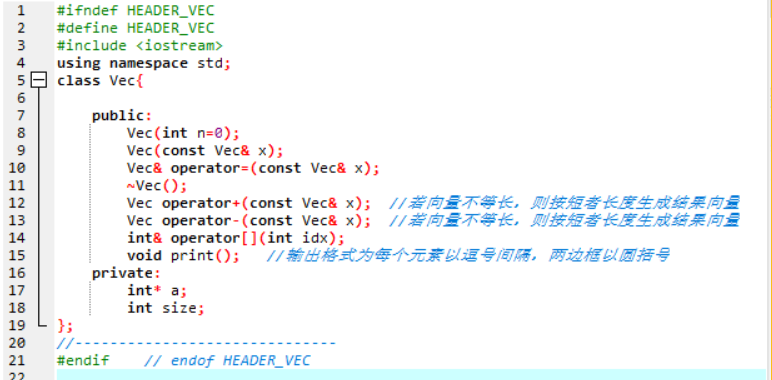 1 #ifndef HEADER_VEC
2 #define HEADER_VEC
3 #include <iostream>
4 using namespace std;
5 class Vec{
6
7 public:
8 Vec(int n=0);
9 Vec(const Vec& x);
10 Vec& operator=(const Vec& x);
11 ~Vec();
12 Vec operator+(const Vec& x); //若向量不等长，则按短者长度生成结果向量
13 Vec operator-(const Vec& x); //若向量不等长，则按短者长度生成结果向量
14 int& operator[](int idx);
15 void print(); //输出格式为每个元素以逗号间隔，两边框以圆括号
16 private:
17 int* a;
18 int size;
19 };
20 //------------------------------
21 #endif // endof HEADER_VEC
22